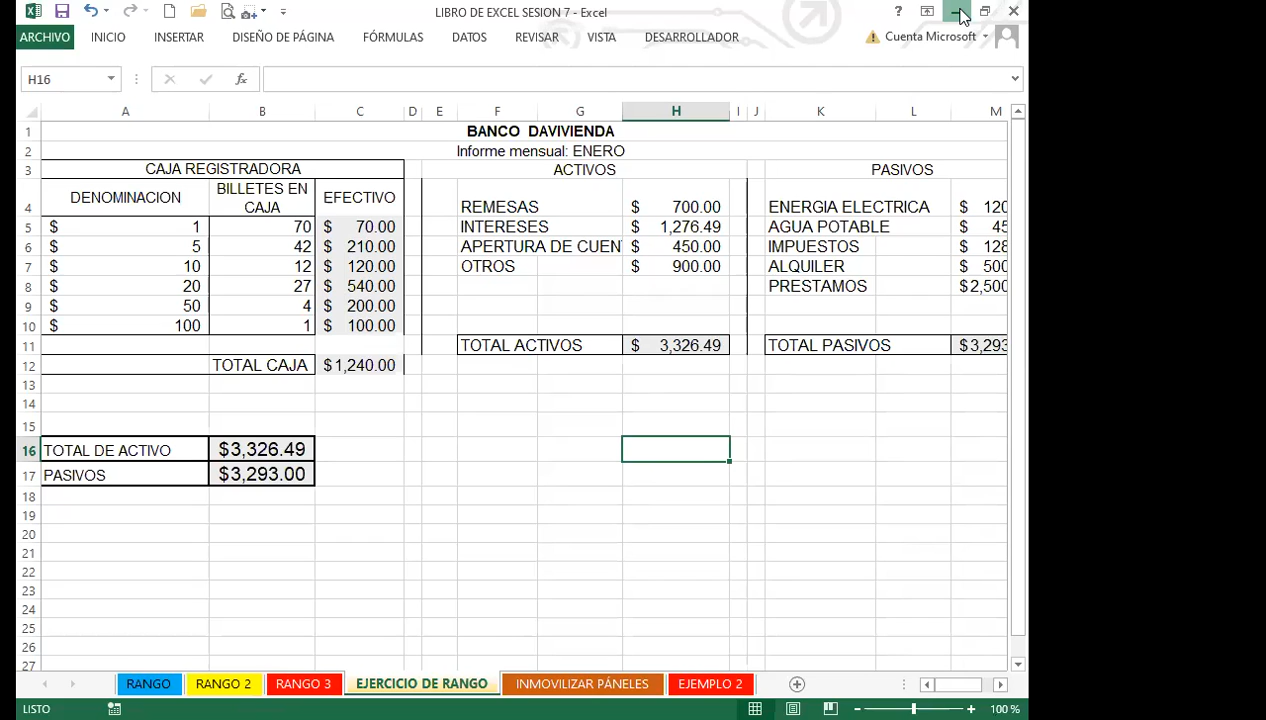 LIBRO DE EXCEL SESION 7 - Excel
?
ARCHIVO INICIO INSERTAR DISEÑO DE PÁGINA FÓRMULAS DATOS REVISAR VISTA DESARROLLADOR Cuenta Microsoft
H16 fx
A B C D E F G H I J K L M
1 BANCO DAVIVIENDA
2 Informe mensual: ENERO
3 CAJA REGISTRADORA ACTIVOS PASIVOS
4 DENOMINACION BILLETES EN CAJA EFECTIVO REMESAS $ 700.00 ENERGIA ELECTRICA $ 120
5 $ 1 70 $ 70.00 INTERESES $ 1,276.49 AGUA POTABLE $ 45
6 $ 5 42 $ 210.00 APERTURA DE CUEN $ 450.00 IMPUESTOS $ 128
7 $ 10 12 $ 120.00 OTROS $ 900.00 ALQUILER $ 500
8 $ 20 27 $ 540.00 PRESTAMOS $2,500
9 $ 50 4 $ 200.00
10 $ 100 1 $ 100.00
11 TOTAL ACTIVOS $ 3,326.49 TOTAL PASIVOS $3,293
12 TOTAL CAJA $1,240.00
13
14
15
16 TOTAL DE ACTIVO $3,326.49
17 PASIVOS $3,293.00
18
19
20
21
22
23
24
25
26
27
RANGO RANGO 2 RANGO 3 EJERCICIO DE RANGO INMOVILIZAR PÁNELES EJEMPLO 2
LISTO 100 %